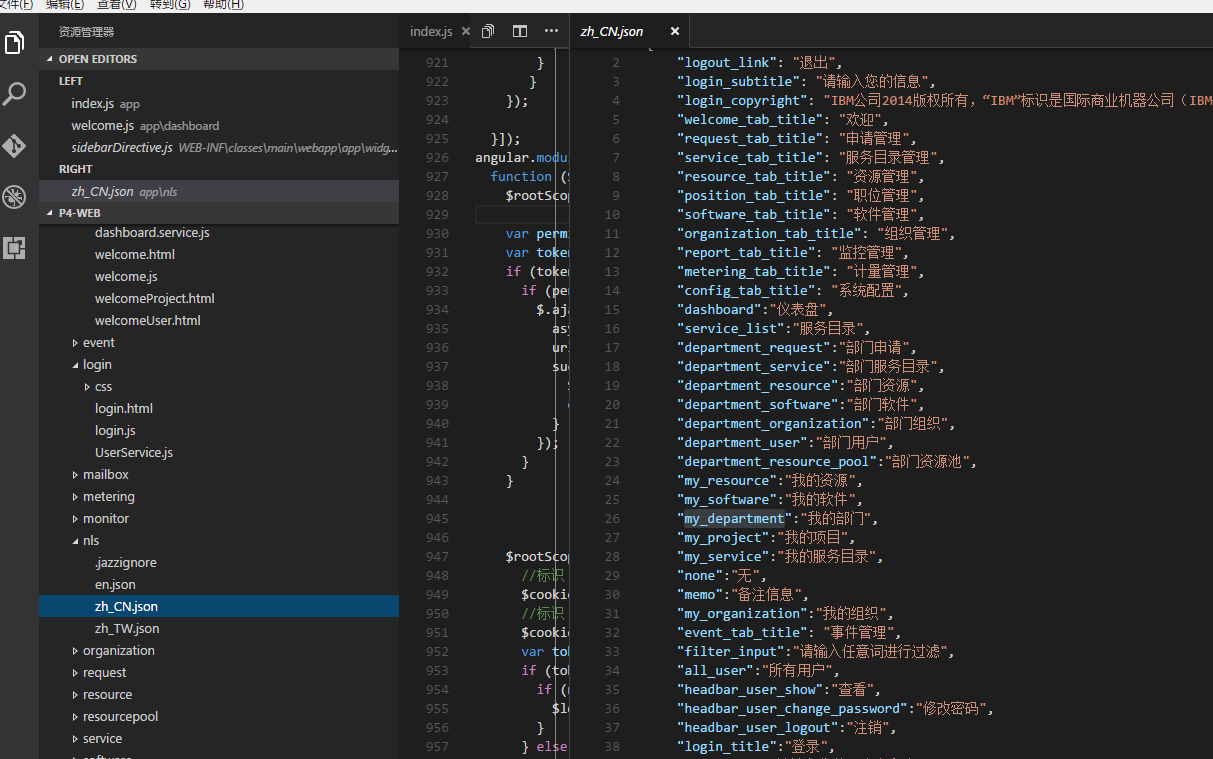 文件(F) 编辑(E) 查看(V) 转到(G) 帮助(H)
资源管理器
OPEN EDITORS
LEFT
index.js app
welcome.js app\dashboard
sidebarDirective.js WEB-INF\classes\main\webapp\app\widg...
RIGHT
zh_CN.json app\nls
P4-WEB
dashboard.service.js
welcome.html
welcome.js
welcomeProject.html
welcomeUser.html
event
login
css
login.html
login.js
UserService.js
mailbox
metering
monitor
nls
.jazzignore
en.json
zh_CN.json
zh_TW.json
organization
request
resource
resourcepool
service
index.js
921 }
922 }
923 });
924
925 }]);
926 angular.modul
927 function (
928 $rootScop
929
930 var permi
931 var token
932 if (token
933 if (per
934 $.aja
935 asy
936 url
937 suc
938
939
940 }
941 });
942 }
943 }
944
945
946
947 $rootScop
948 //标识
949 $cookie
950 //标识
951 $cookie
952 var tok
953 if (tok
954 if (
955 $lo
956 }
957 } else
zh_CN.json
2 "logout_link": "退出",
3 "login_subtitle": "请输入您的信息",
4 "login_copyright": "IBM公司2014版权所有，“IBM”标识是国际商业机器公司（IBM
5 "welcome_tab_title": "欢迎",
6 "request_tab_title": "申请管理",
7 "service_tab_title": "服务目录管理",
8 "resource_tab_title": "资源管理",
9 "position_tab_title": "职位管理",
10 "software_tab_title": "软件管理",
11 "organization_tab_title": "组织管理",
12 "report_tab_title": "监控管理",
13 "metering_tab_title": "计量管理",
14 "config_tab_title": "系统配置",
15 "dashboard":"仪表盘",
16 "service_list":"服务目录",
17 "department_request":"部门申请",
18 "department_service":"部门服务目录",
19 "department_resource":"部门资源",
20 "department_software":"部门软件",
21 "department_organization":"部门组织",
22 "department_user":"部门用户",
23 "department_resource_pool":"部门资源池",
24 "my_resource":"我的资源",
25 "my_software":"我的软件",
26 "my_department":"我的部门",
27 "my_project":"我的项目",
28 "my_service":"我的服务目录",
29 "none":"无",
30 "memo":"备注信息",
31 "my_organization":"我的组织",
32 "event_tab_title": "事件管理",
33 "filter_input":"请输入任意词进行过滤",
34 "all_user":"所有用户",
35 "headbar_user_show":"查看",
36 "headbar_user_change_password":"修改密码",
37 "headbar_user_logout":"注销",
38 "login_title":"登录",